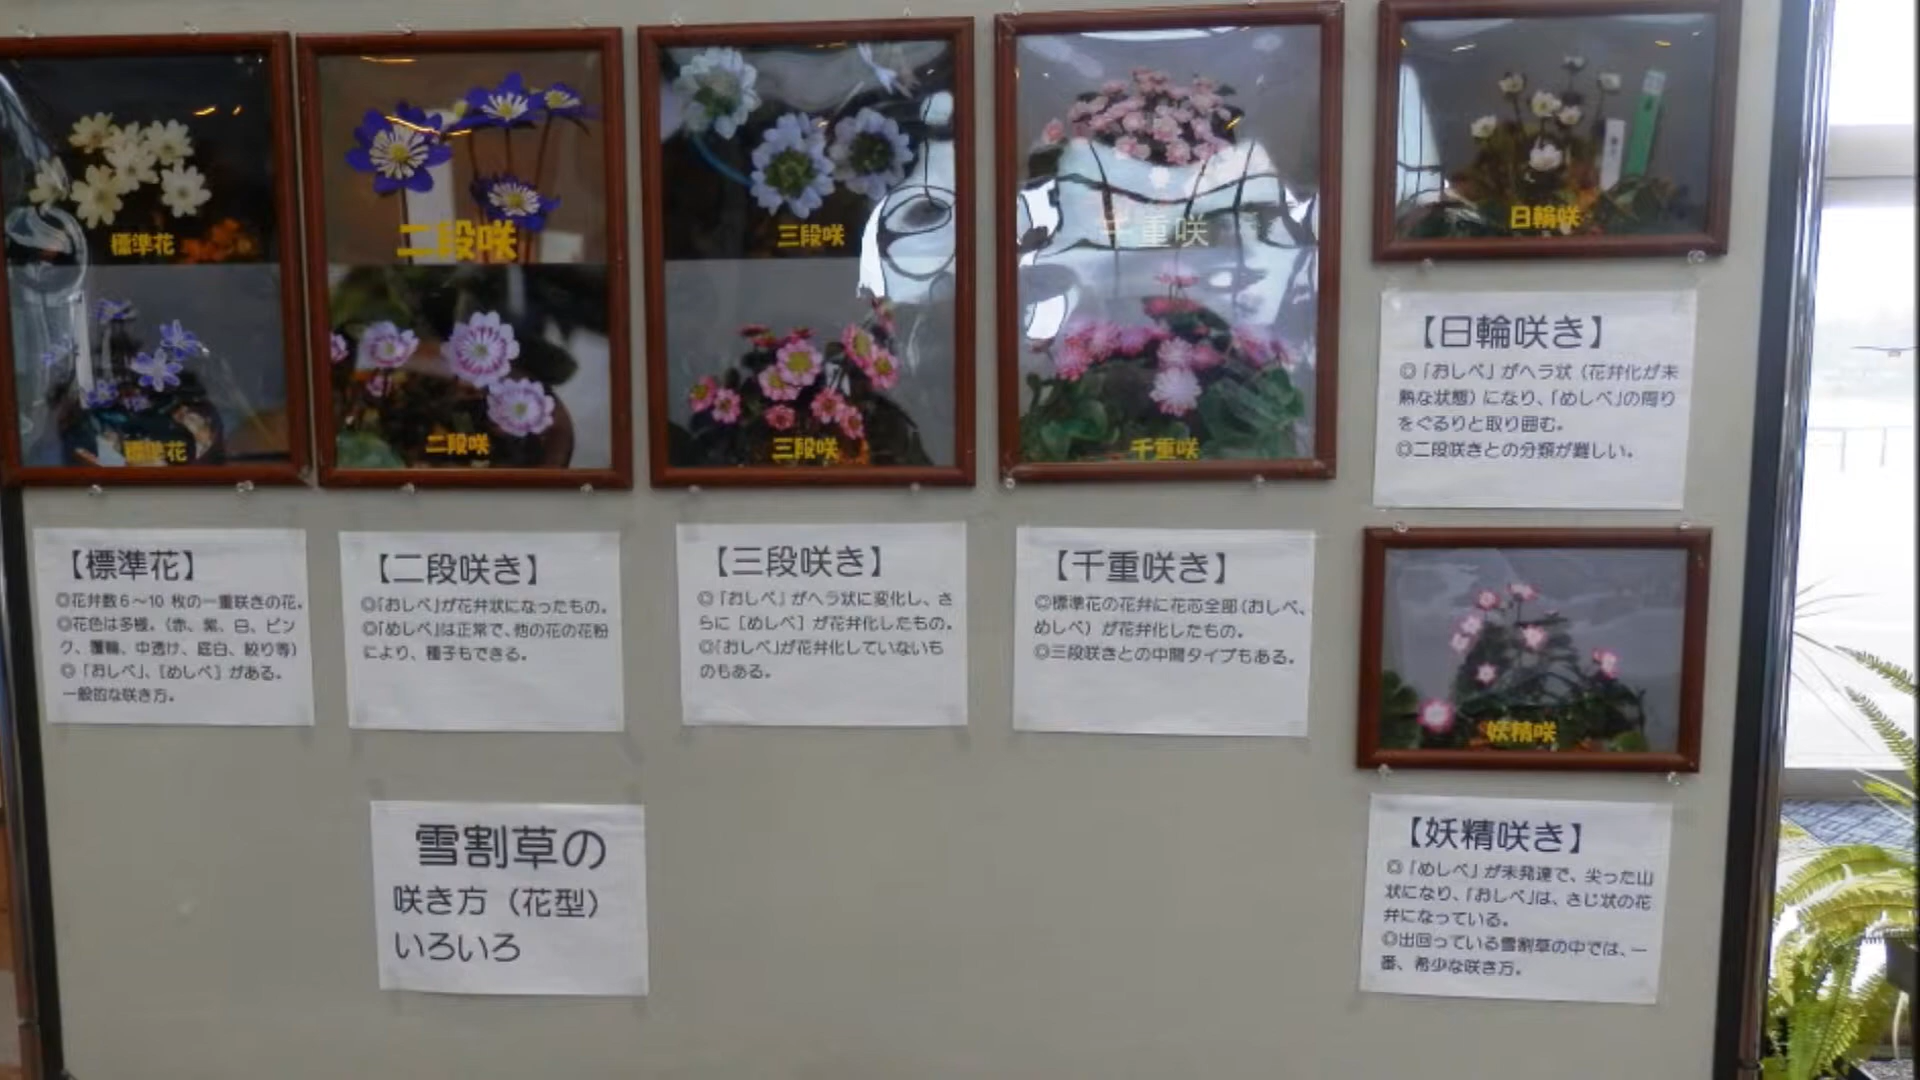 標準花
標準花
二段咲
二段咲
三段咲
三段咲
千重咲
千重咲
日輪咲
【標準花】
◎花弁数6～10 枚の一重咲きの花。
◎花色は多様。（赤、紫、白、ピン
ク、覆輪、中透け、底白、絞り等）
◎「おしべ」、［めしべ］がある。
一般的な咲き方。
【二段咲き】
◎「おしべ」が花弁状になったもの。
◎「めしべ」は正常で、他の花の花粉
により、種子もできる。
【三段咲き】
◎「おしべ」がヘラ状に変化し、さ
らに［めしべ］が花弁化したもの。
◎「おしべ」が花弁化していないも
のもある。
【千重咲き】
◎標準花の花弁に花芯全部（おしべ、
めしべ）が花弁化したもの。
◎三段咲きとの中間タイプもある。
【日輪咲き】
◎「おしべ」がヘラ状（花弁化が未
熟な状態）になり、「めしべ」の周り
をぐるりと取り囲む。
◎二段咲きとの分類が難しい。
妖精咲
【妖精咲き】
◎「めしべ」が未発達で、尖った山
状になり、「おしべ」は、さじ状の花
弁になっている。
◎出回っている雪割草の中では、一
番、希少な咲き方。
雪割草の
咲き方（花型）
いろいろ